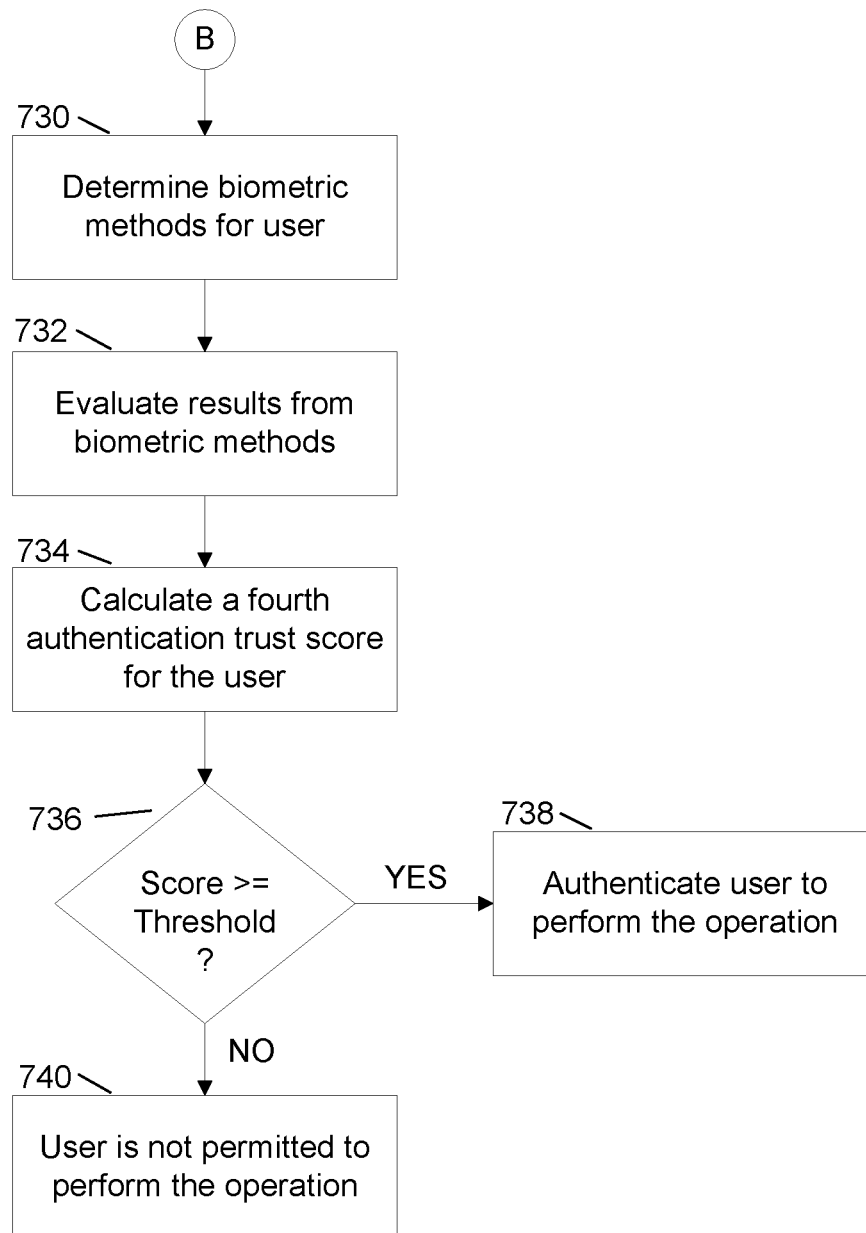 B
730
Determine biometric
methods for user
732
Evaluate results from
biometric methods
734
Calculate a fourth
authentication trust score
for the user
736
Score >=
Threshold
?
YES
738
Authenticate user to
perform the operation
NO
740
User is not permitted to
perform the operation